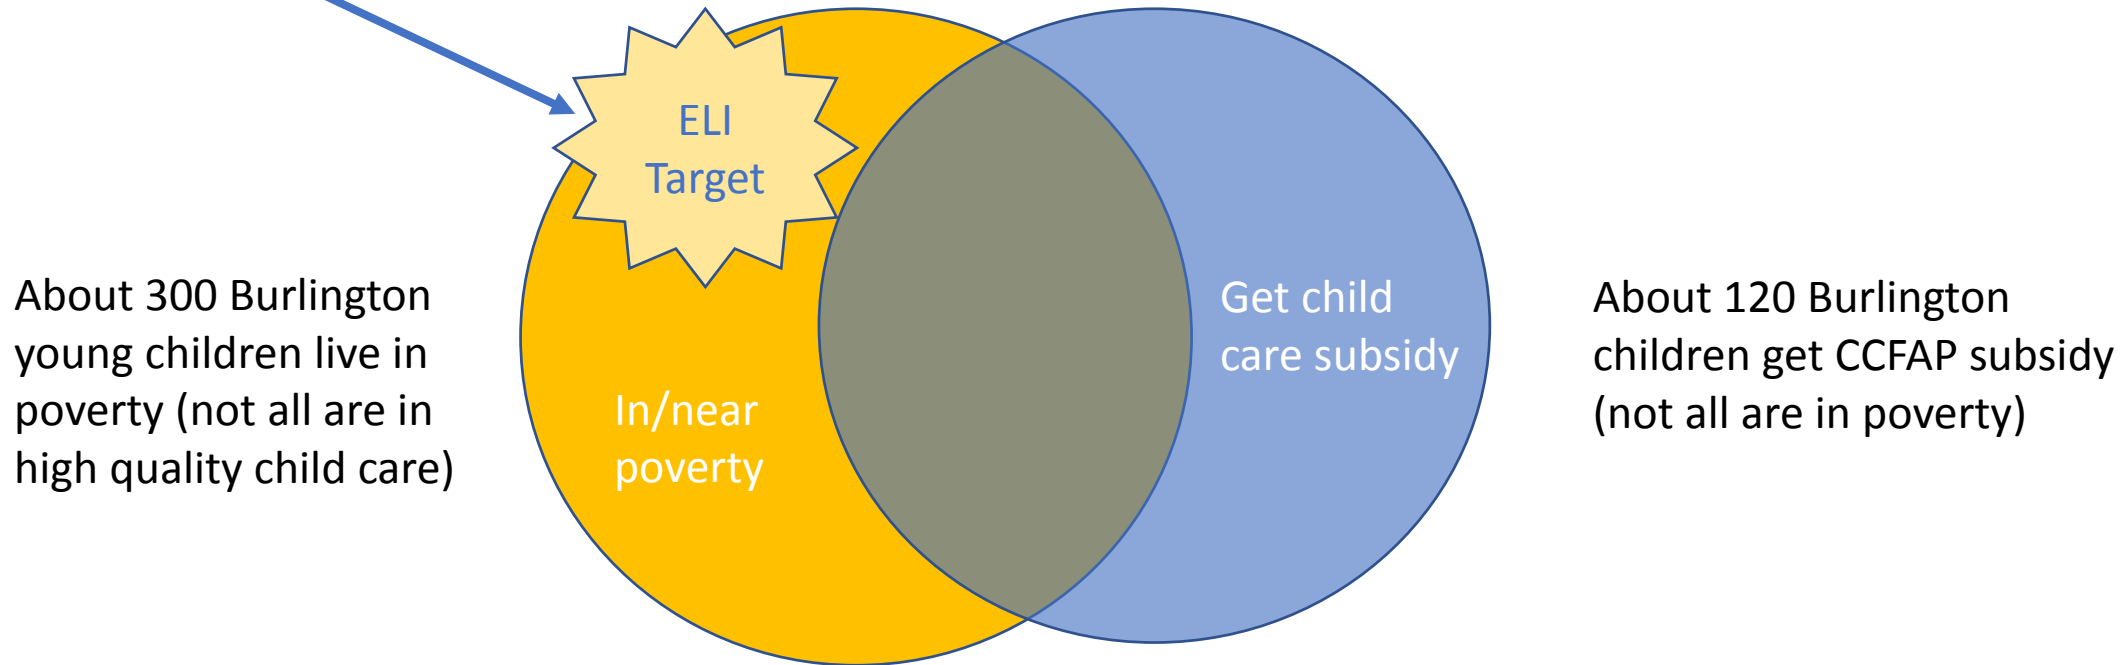 ELI
Target
About 300 Burlington
young children live in
poverty (not all are in
high quality child care)
In/near
poverty
Get child
care subsidy
About 120 Burlington
children get CCFAP subsidy
(not all are in poverty)